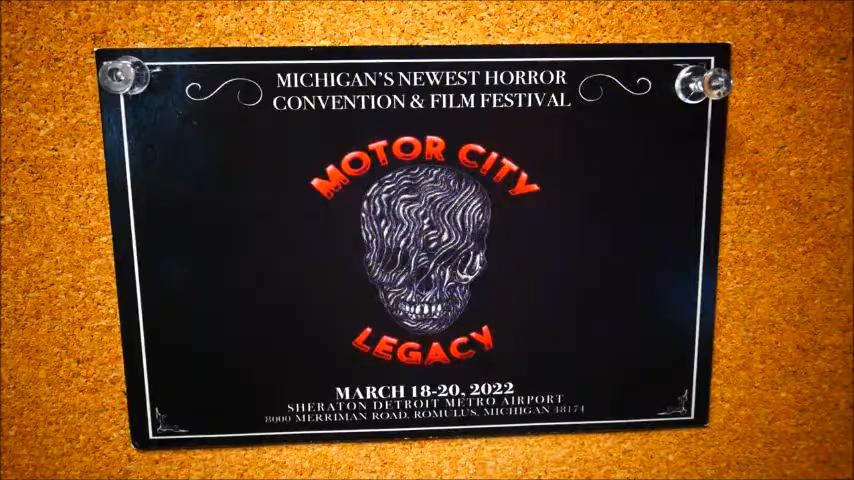 MICHIGAN'S NEWEST HORROR
CONVENTION & FILM FESTIVAL
MOTOR CITY
LEGACY
MARCH 18-20, 2022
SHERATON DETROIT METRO AIRPORT
8000 MERRIMAN ROAD, ROMULUS, MICHIGAN 48174